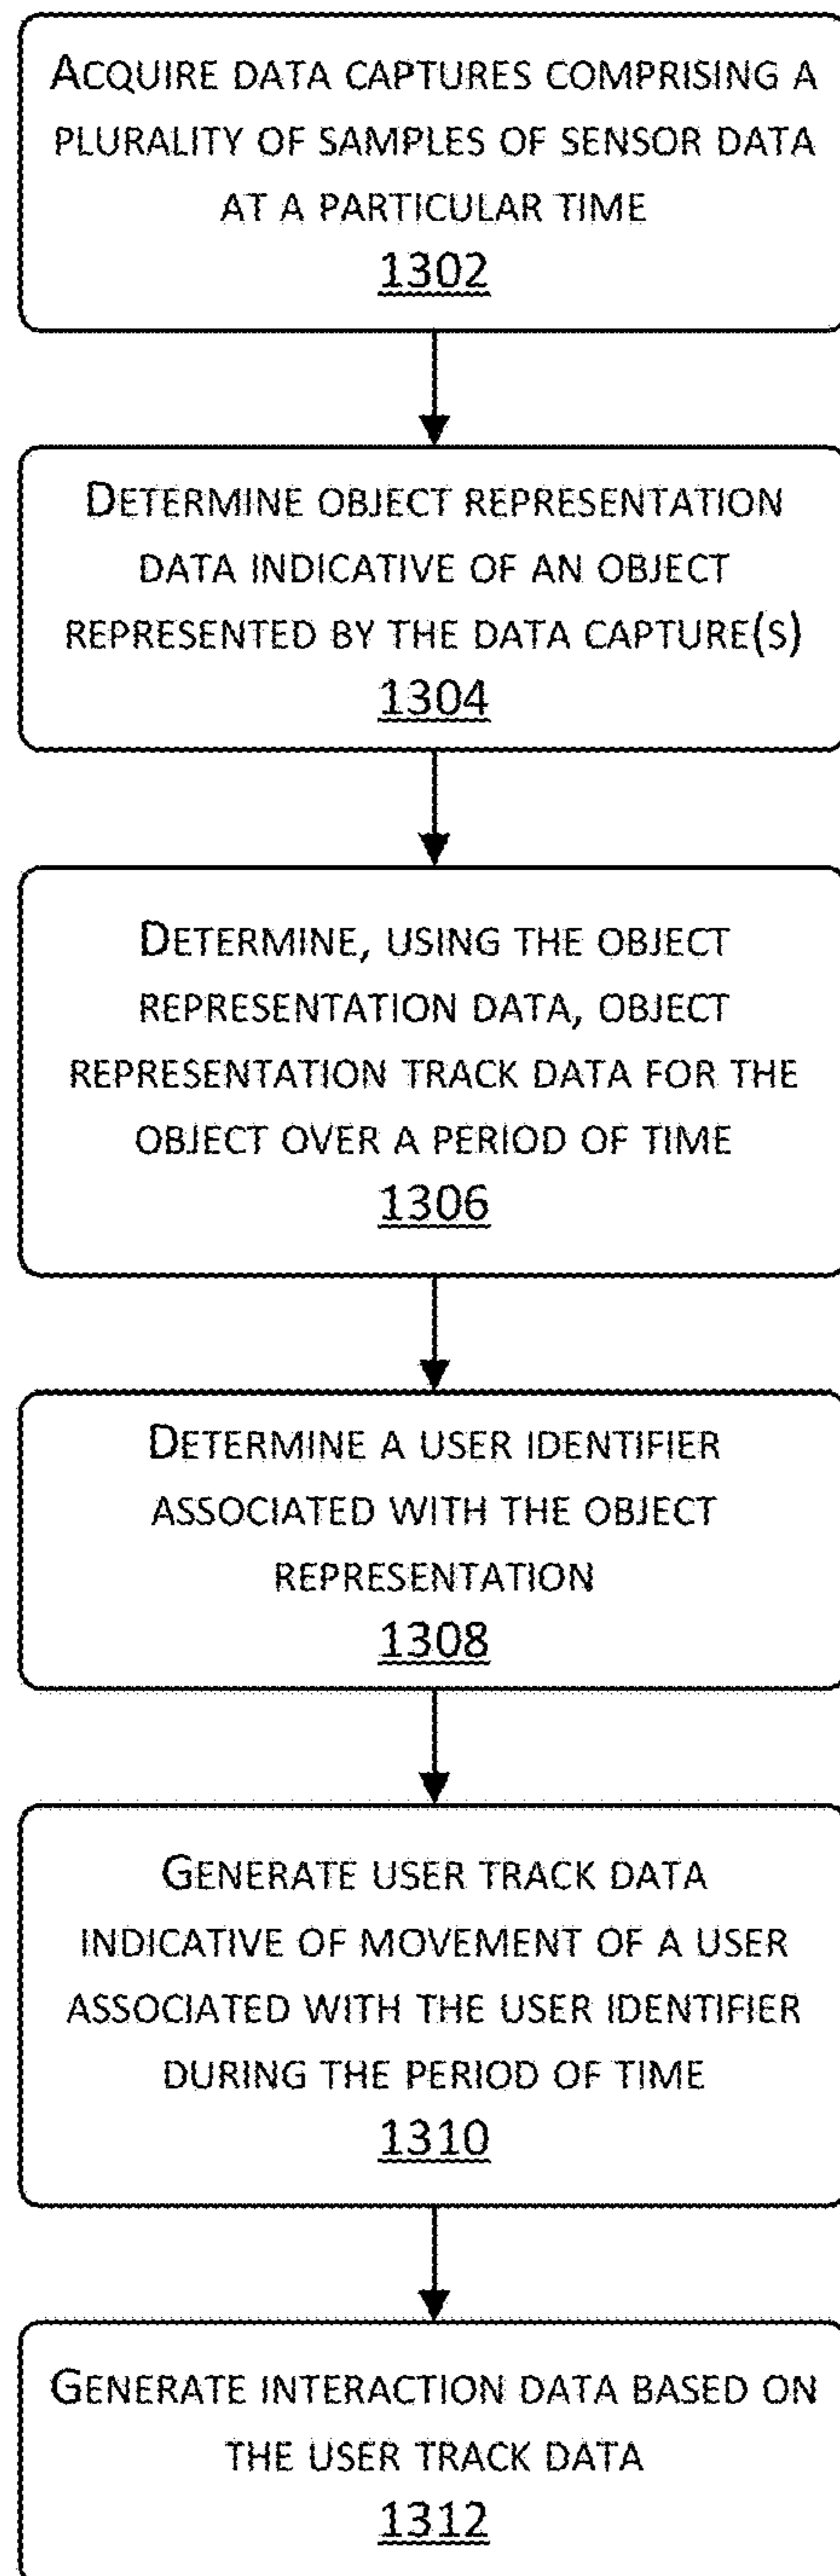 ACQUIRE DATA CAPTURES COMPRISING A
PLURALITY OF SAMPLES OF SENSOR DATA
AT A PARTICULAR TIME
1302
DETERMINE OBJECT REPRESENTATION
DATA INDICATIVE OF AN OBJECT
REPRESENTED BY THE DATA CAPTURE(S)
1304
DETERMINE, USING THE OBJECT
REPRESENTATION DATA, OBJECT
REPRESENTATION TRACK DATA FOR THE
OBJECT OVER A PERIOD OF TIME
1306
DETERMINE A USER IDENTIFIER
ASSOCIATED WITH THE OBJECT
REPRESENTATION
1308
GENERATE USER TRACK DATA
INDICATIVE OF MOVEMENT OF A USER
ASSOCIATED WITH THE USER IDENTIFIER
DURING THE PERIOD OF TIME
1310
GENERATE INTERACTION DATA BASED ON
THE USER TRACK DATA
1312